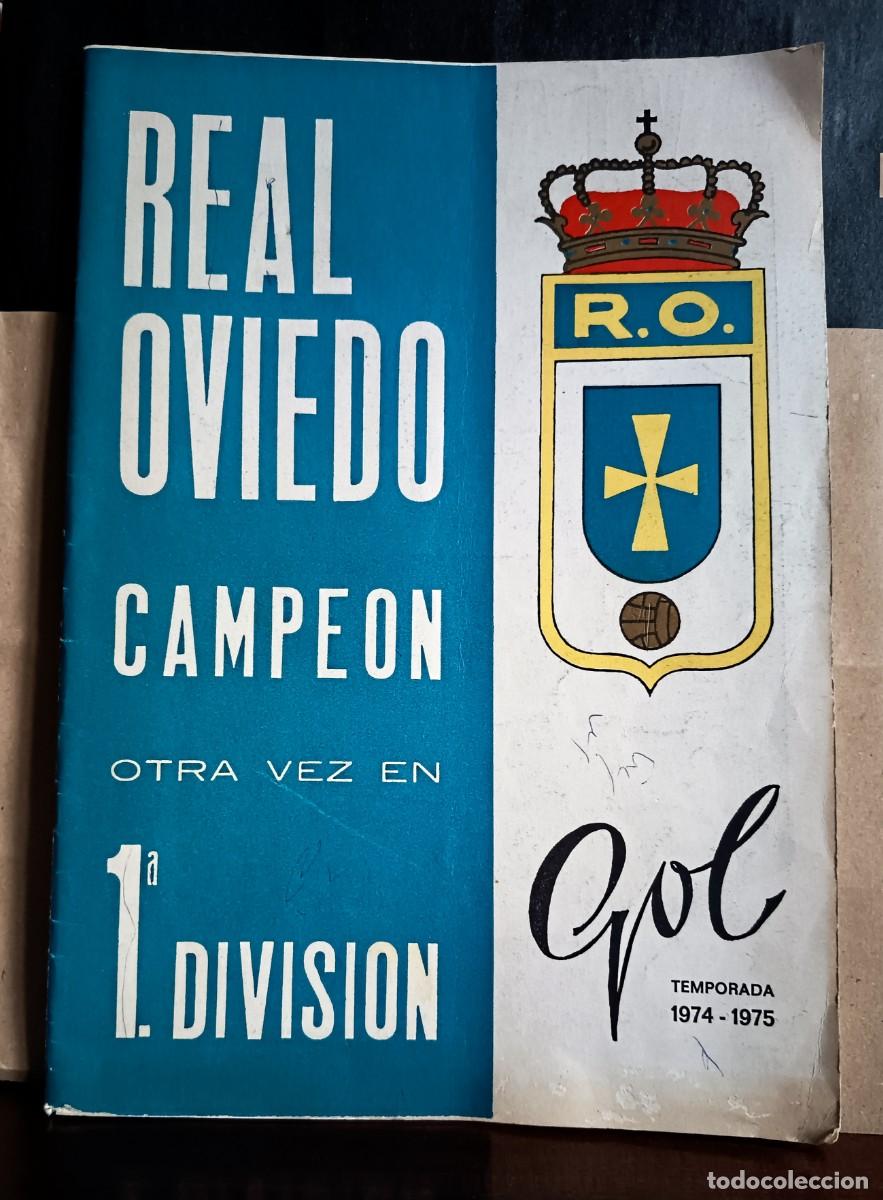 REAL
OVIEDO
CAMPEON
OTRA VEZ EN
1.ª DIVISION
R.O.
Gol
TEMPORADA
1974 - 1975
todocoleccion